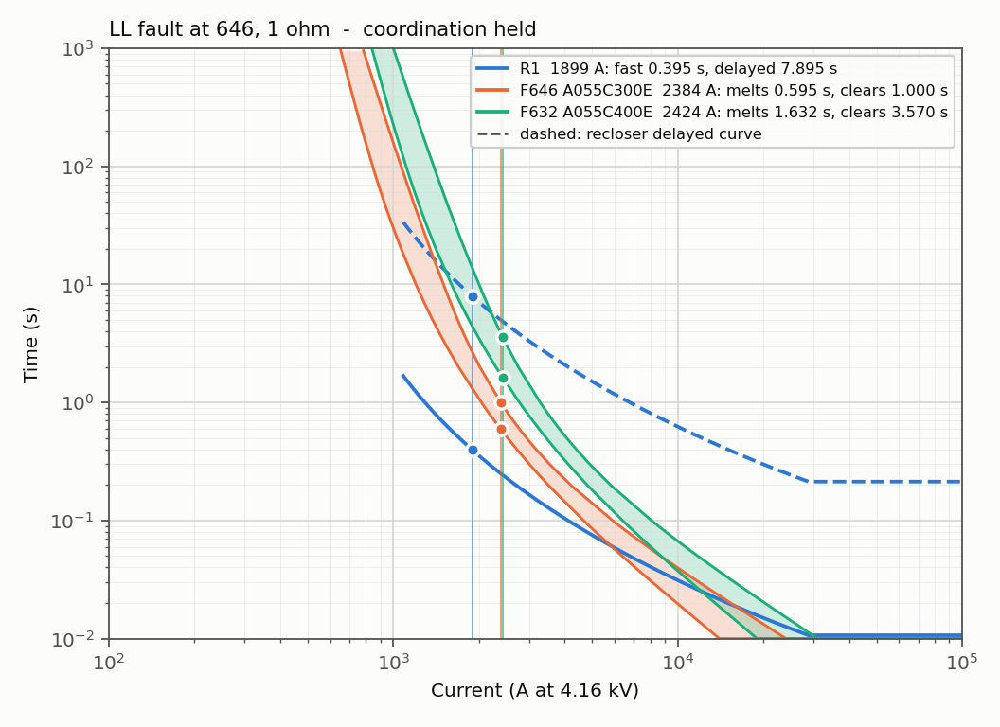 LL fault at 646, 1 ohm  -  coordination held
R1  1899 A: fast 0.395 s, delayed 7.895 s
F646 A055C300E  2384 A: melts 0.595 s, clears 1.000 s
F632 A055C400E  2424 A: melts 1.632 s, clears 3.570 s
dashed: recloser delayed curve
Time (s)
10³
10²
10¹
10⁰
10⁻¹
10⁻²
10² 10³ 10⁴ 10⁵
Current (A at 4.16 kV)